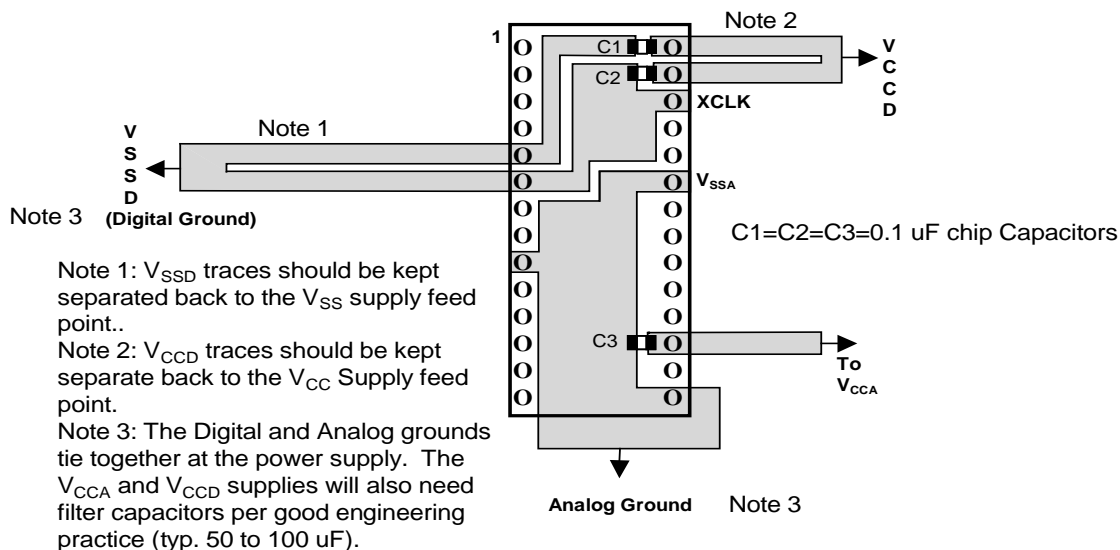 Note 2
1
C1
C2
V
C
C
D
XCLK
Note 1
V
S
S
D
VSSA
Note 3 (Digital Ground)
C1=C2=C3=0.1 uF chip Capacitors
Note 1: VSSD traces should be kept
separated back to the VSS supply feed
point..
Note 2: VCCD traces should be kept
separate back to the VCC Supply feed
point.
Note 3: The Digital and Analog grounds
tie together at the power supply. The
VCCA and VCCD supplies will also need
filter capacitors per good engineering
practice (typ. 50 to 100 uF).
C3
To
VCCA
Analog Ground Note 3